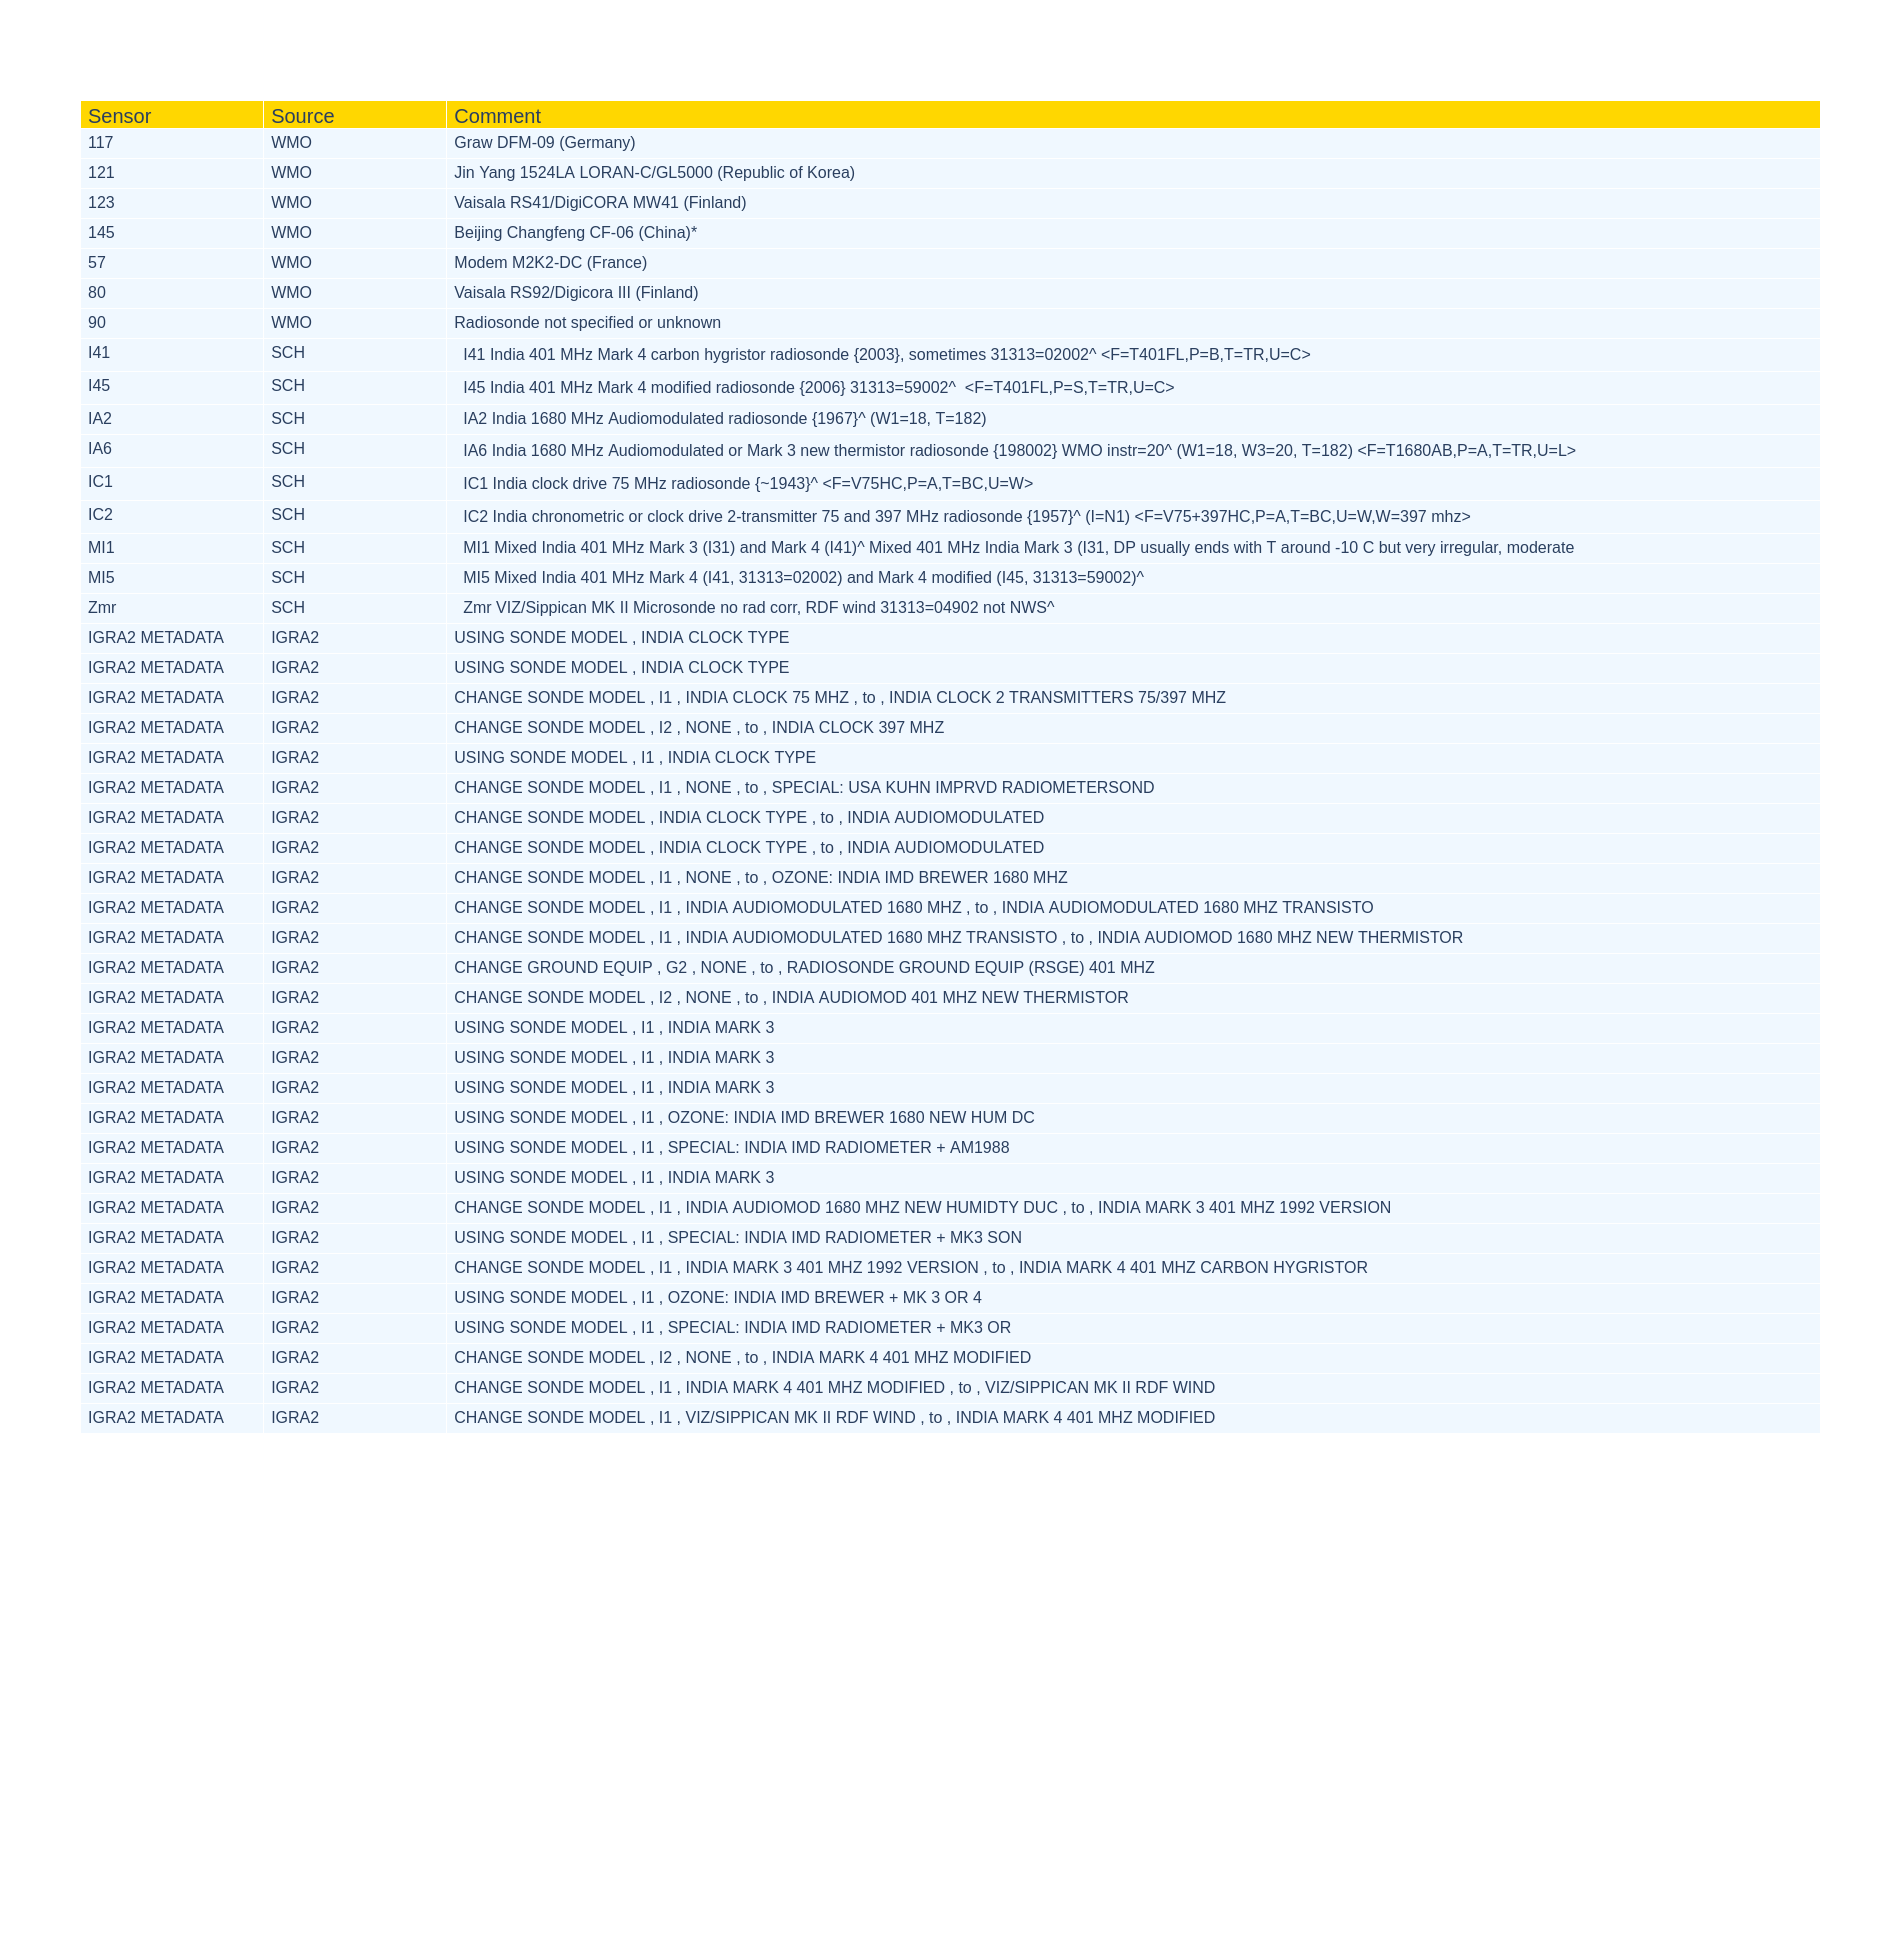 Sensor Source Comment
117 WMO Graw DFM-09 (Germany)
121 WMO Jin Yang 1524LA LORAN-C/GL5000 (Republic of Korea)
123 WMO Vaisala RS41/DigiCORA MW41 (Finland)
145 WMO Beijing Changfeng CF-06 (China)*
57 WMO Modem M2K2-DC (France)
80 WMO Vaisala RS92/Digicora III (Finland)
90 WMO Radiosonde not specified or unknown
I41 SCH I41 India 401 MHz Mark 4 carbon hygristor radiosonde {2003}, sometimes 31313=02002^ <F=T401FL,P=B,T=TR,U=C>
I45 SCH I45 India 401 MHz Mark 4 modified radiosonde {2006} 31313=59002^ <F=T401FL,P=S,T=TR,U=C>
IA2 SCH IA2 India 1680 MHz Audiomodulated radiosonde {1967}^ (W1=18, T=182)
IA6 SCH IA6 India 1680 MHz Audiomodulated or Mark 3 new thermistor radiosonde {198002} WMO instr=20^ (W1=18, W3=20, T=182) <F=T1680AB,P=A,T=TR,U=L>
IC1 SCH IC1 India clock drive 75 MHz radiosonde {~1943}^ <F=V75HC,P=A,T=BC,U=W>
IC2 SCH IC2 India chronometric or clock drive 2-transmitter 75 and 397 MHz radiosonde {1957}^ (I=N1) <F=V75+397HC,P=A,T=BC,U=W,W=397 mhz>
MI1 SCH MI1 Mixed India 401 MHz Mark 3 (I31) and Mark 4 (I41)^ Mixed 401 MHz India Mark 3 (I31, DP usually ends with T around -10 C but very irregular, moderate
MI5 SCH MI5 Mixed India 401 MHz Mark 4 (I41, 31313=02002) and Mark 4 modified (I45, 31313=59002)^
Zmr SCH Zmr VIZ/Sippican MK II Microsonde no rad corr, RDF wind 31313=04902 not NWS^
IGRA2 METADATA IGRA2 USING SONDE MODEL , INDIA CLOCK TYPE
IGRA2 METADATA IGRA2 USING SONDE MODEL , INDIA CLOCK TYPE
IGRA2 METADATA IGRA2 CHANGE SONDE MODEL , I1 , INDIA CLOCK 75 MHZ , to , INDIA CLOCK 2 TRANSMITTERS 75/397 MHZ
IGRA2 METADATA IGRA2 CHANGE SONDE MODEL , I2 , NONE , to , INDIA CLOCK 397 MHZ
IGRA2 METADATA IGRA2 USING SONDE MODEL , I1 , INDIA CLOCK TYPE
IGRA2 METADATA IGRA2 CHANGE SONDE MODEL , I1 , NONE , to , SPECIAL: USA KUHN IMPRVD RADIOMETERSOND
IGRA2 METADATA IGRA2 CHANGE SONDE MODEL , INDIA CLOCK TYPE , to , INDIA AUDIOMODULATED
IGRA2 METADATA IGRA2 CHANGE SONDE MODEL , INDIA CLOCK TYPE , to , INDIA AUDIOMODULATED
IGRA2 METADATA IGRA2 CHANGE SONDE MODEL , I1 , NONE , to , OZONE: INDIA IMD BREWER 1680 MHZ
IGRA2 METADATA IGRA2 CHANGE SONDE MODEL , I1 , INDIA AUDIOMODULATED 1680 MHZ , to , INDIA AUDIOMODULATED 1680 MHZ TRANSISTO
IGRA2 METADATA IGRA2 CHANGE SONDE MODEL , I1 , INDIA AUDIOMODULATED 1680 MHZ TRANSISTO , to , INDIA AUDIOMOD 1680 MHZ NEW THERMISTOR
IGRA2 METADATA IGRA2 CHANGE GROUND EQUIP , G2 , NONE , to , RADIOSONDE GROUND EQUIP (RSGE) 401 MHZ
IGRA2 METADATA IGRA2 CHANGE SONDE MODEL , I2 , NONE , to , INDIA AUDIOMOD 401 MHZ NEW THERMISTOR
IGRA2 METADATA IGRA2 USING SONDE MODEL , I1 , INDIA MARK 3
IGRA2 METADATA IGRA2 USING SONDE MODEL , I1 , INDIA MARK 3
IGRA2 METADATA IGRA2 USING SONDE MODEL , I1 , INDIA MARK 3
IGRA2 METADATA IGRA2 USING SONDE MODEL , I1 , OZONE: INDIA IMD BREWER 1680 NEW HUM DC
IGRA2 METADATA IGRA2 USING SONDE MODEL , I1 , SPECIAL: INDIA IMD RADIOMETER + AM1988
IGRA2 METADATA IGRA2 USING SONDE MODEL , I1 , INDIA MARK 3
IGRA2 METADATA IGRA2 CHANGE SONDE MODEL , I1 , INDIA AUDIOMOD 1680 MHZ NEW HUMIDTY DUC , to , INDIA MARK 3 401 MHZ 1992 VERSION
IGRA2 METADATA IGRA2 USING SONDE MODEL , I1 , SPECIAL: INDIA IMD RADIOMETER + MK3 SON
IGRA2 METADATA IGRA2 CHANGE SONDE MODEL , I1 , INDIA MARK 3 401 MHZ 1992 VERSION , to , INDIA MARK 4 401 MHZ CARBON HYGRISTOR
IGRA2 METADATA IGRA2 USING SONDE MODEL , I1 , OZONE: INDIA IMD BREWER + MK 3 OR 4
IGRA2 METADATA IGRA2 USING SONDE MODEL , I1 , SPECIAL: INDIA IMD RADIOMETER + MK3 OR
IGRA2 METADATA IGRA2 CHANGE SONDE MODEL , I2 , NONE , to , INDIA MARK 4 401 MHZ MODIFIED
IGRA2 METADATA IGRA2 CHANGE SONDE MODEL , I1 , INDIA MARK 4 401 MHZ MODIFIED , to , VIZ/SIPPICAN MK II RDF WIND
IGRA2 METADATA IGRA2 CHANGE SONDE MODEL , I1 , VIZ/SIPPICAN MK II RDF WIND , to , INDIA MARK 4 401 MHZ MODIFIED